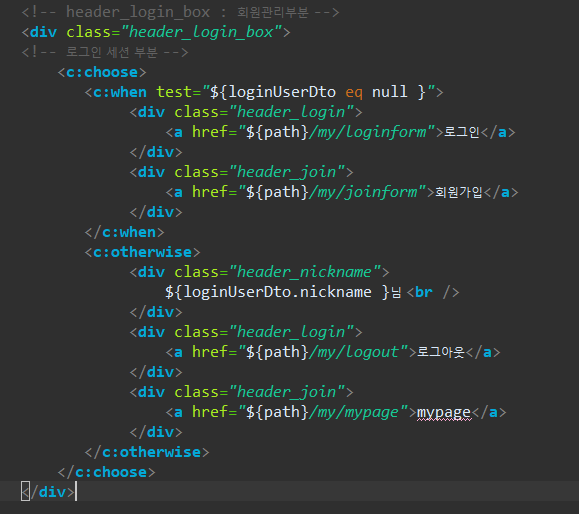 <!-- header_login_box : 회원관리부분 -->
<div class="header_login_box">
<!-- 로그인 세션 부분 -->
<c:choose>
<c:when test="${loginUserDto eq null }">
<div class="header_login">
<a href="${path}/my/loginform">로그인</a>
</div>
<div class="header_join">
<a href="${path}/my/joinform">회원가입</a>
</div>
</c:when>
<c:otherwise>
<div class="header_nickname">
${loginUserDto.nickname }님 <br />
</div>
<div class="header_login">
<a href="${path}/my/logout">로그아웃</a>
</div>
<div class="header_join">
<a href="${path}/my/mypage">mypage</a>
</div>
</c:otherwise>
</c:choose>
</div>